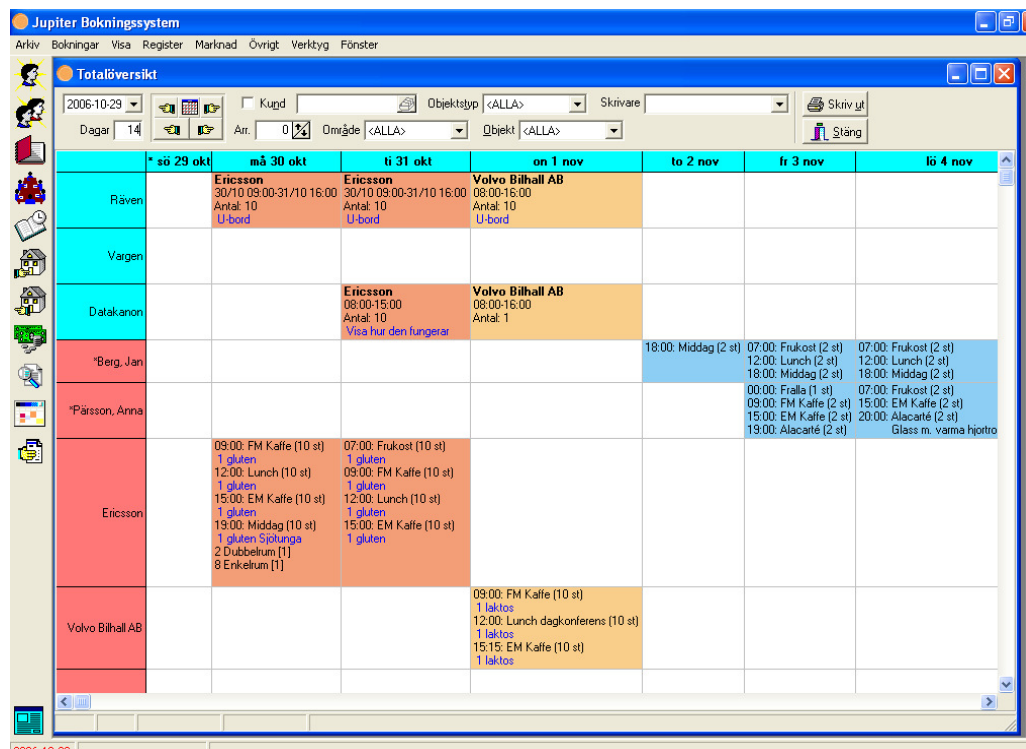 Jupiter Bokningssystem
Arkiv Bokningar Visa Register Marknad Övrigt Verktyg Fönster
Totalöversikt
2006-10-29 Kund Objektstyp <ALLA> Skrivare Skriv ut
Dagar 14 Arr. 0 Område <ALLA> Objekt <ALLA> Stäng
* sö 29 okt må 30 okt ti 31 okt on 1 nov to 2 nov fr 3 nov lö 4 nov
Räven
Ericsson
30/10 09:00-31/10 16:00
Antal: 10
U-bord
Ericsson
30/10 09:00-31/10 16:00
Antal: 10
U-bord
Volvo Bilhall AB
08:00-16:00
Antal: 10
U-bord
Vargen
Datakanon
Ericsson
08:00-15:00
Antal: 10
Visa hur den fungerar
Volvo Bilhall AB
08:00-16:00
Antal: 1
*Berg, Jan
18:00: Middag (2 st)
07:00: Frukost (2 st)
12:00: Lunch (2 st)
18:00: Middag (2 st)
07:00: Frukost (2 st)
12:00: Lunch (2 st)
18:00: Middag (2 st)
*Pärsson, Anna
00:00: Fralla (1 st)
09:00: FM Kaffe (2 st)
15:00: EM Kaffe (2 st)
19:00: Alacarté (2 st)
07:00: Frukost (2 st)
15:00: EM Kaffe (2 st)
20:00: Alacarté (2 st)
Glass m. varma hjortro
Ericsson
09:00: FM Kaffe (10 st)
1 gluten
12:00: Lunch (10 st)
1 gluten
15:00: EM Kaffe (10 st)
1 gluten
19:00: Middag (10 st)
1 gluten Sjötunga
2 Dubbelrum [1]
8 Enkelrum [1]
07:00: Frukost (10 st)
1 gluten
09:00: FM Kaffe (10 st)
1 gluten
12:00: Lunch (10 st)
1 gluten
15:00: EM Kaffe (10 st)
1 gluten
Volvo Bilhall AB
09:00: FM Kaffe (10 st)
1 laktos
12:00: Lunch dagkonferens (10 st)
1 laktos
15:15: EM Kaffe (10 st)
1 laktos